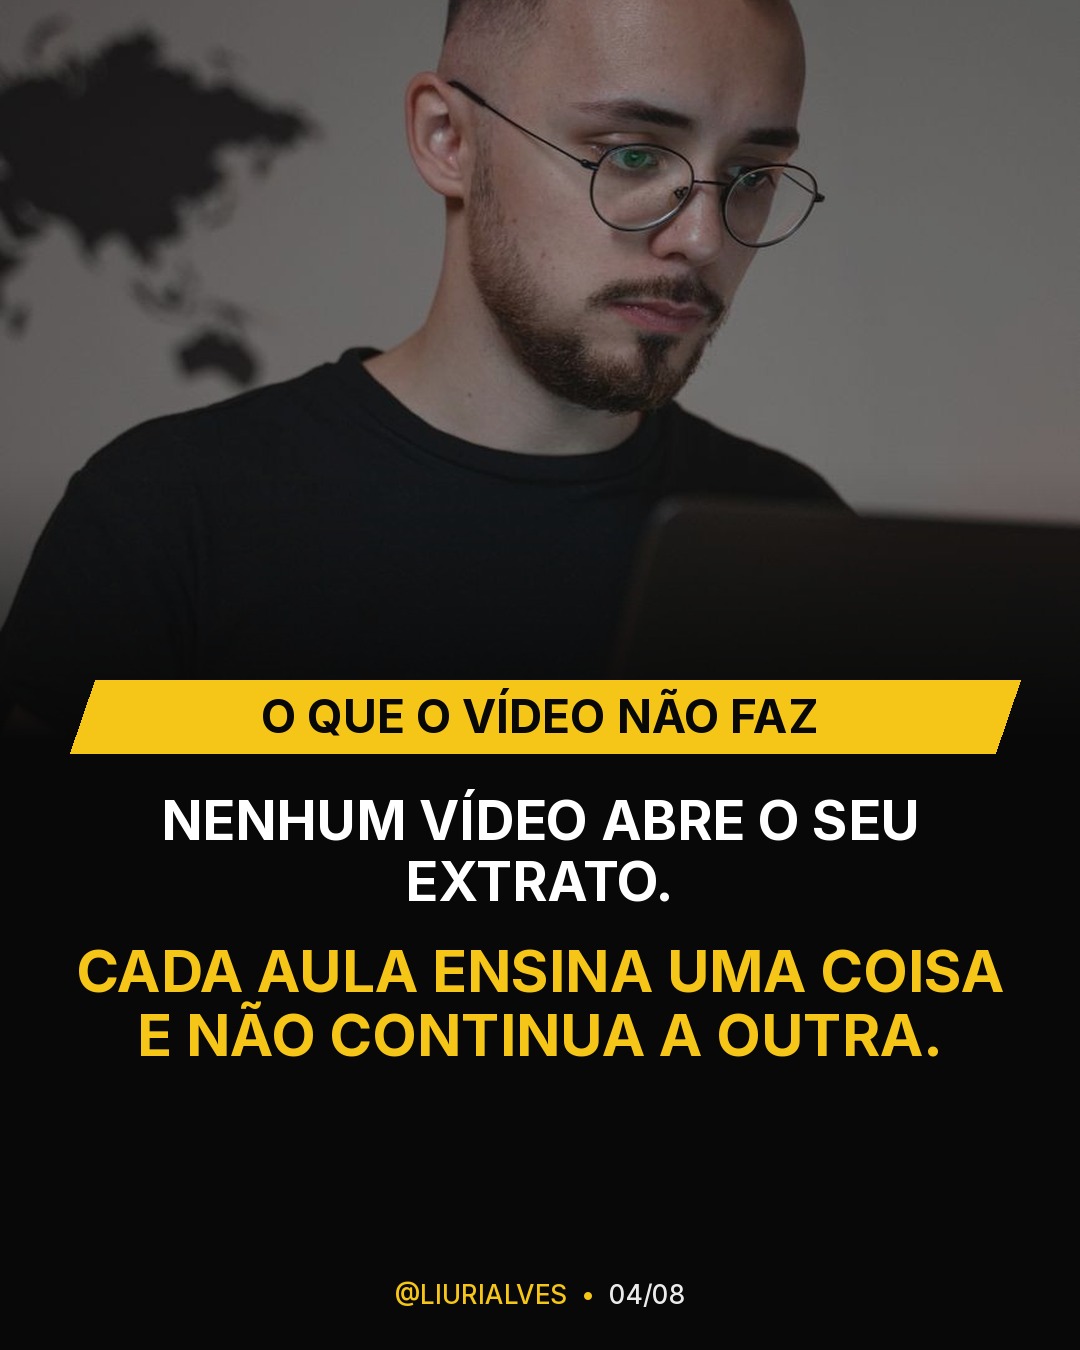 O QUE O VÍDEO NÃO FAZ
NENHUM VÍDEO ABRE O SEU
EXTRATO.
CADA AULA ENSINA UMA COISA
E NÃO CONTINUA A OUTRA.
@LIURIALVES • 04/08